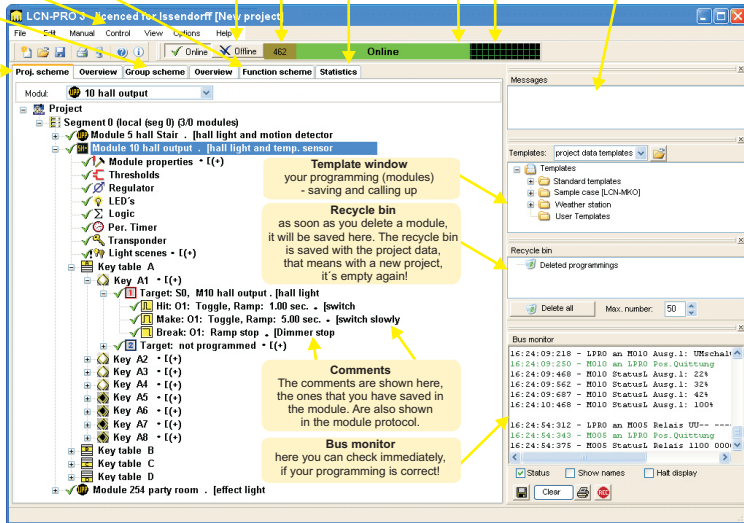 LCN-PRO 3 - licenced for Issendorff [New project]
File Edit Manual Control View Options Help
Online Offline 462 Online
Proj. scheme Overview Group scheme Overview Function scheme Statistics
Modul: 10 hall output
Project
Segment 0 (local (seg 0) (3/0 modules)
Module 5 hall Stair . [hall light and motion detector
Module 10 hall output . [hall light and temp. sensor
Module properties • [(+)
Thresholds
Regulator
LED´s
Logic
Per. Timer
Transponder
Light scenes • [(+)
Key table A
Key A1 • [(+)
Target: S0, M10 hall output . [hall light
Hit: O1: Toggle, Ramp: 1.00 sec. . [switch
Make: O1: Toggle, Ramp: 5.00 sec. . [switch slowly
Break: O1: Ramp stop . [Dimmer stop
Target: not programmed • [(+)
Key A2 • [(+)
Key A3 • [(+)
Key A4 • [(+)
Key A5 • [(+)
Key A6 • [(+)
Key A7 • [(+)
Key A8 • [(+)
Key table B
Key table C
Key table D
Module 254 party room . [effect light
Template window
your programming (modules)
- saving and calling up
Recycle bin
as soon as you delete a module,
it will be saved here. The recycle bin
is saved with the project data,
that means with a new project,
it´s empty again!
Comments
The comments are shown here,
the ones that you have saved in
the module. Are also shown
in the module protocol.
Bus monitor
here you can check immediately,
if your programming is correct!
Messages
Templates: project data templates
Templates
Standard templates
Sample case [LCN-MKO]
Weather station
User Templates
Recycle bin
Deleted programmings
Delete all Max. number: 50
Bus monitor
16:24:09:218 - LPRO an M010 Ausg.1: UMschal
16:24:09:250 - M010 an LPRO Pos.Quittung
16:24:09:468 - M010 StatusL Ausg.1: 22%
16:24:09:562 - M010 StatusL Ausg.1: 32%
16:24:09:687 - M010 StatusL Ausg.1: 42%
16:24:10:468 - M010 StatusL Ausg.1: 100%
16:24:54:312 - LPRO an M005 Relais UU-- ----
16:24:54:343 - M005 an LPRO Pos.Quittung
16:24:54:375 - M005 StatusL Relais 1100 0000
Status Show names Halt display
Clear REC